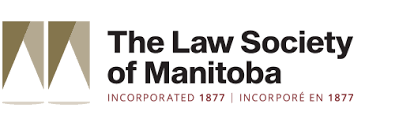 The Law Society
of Manitoba
INCORPORATED 1877 | INCORPORÉ EN 1877